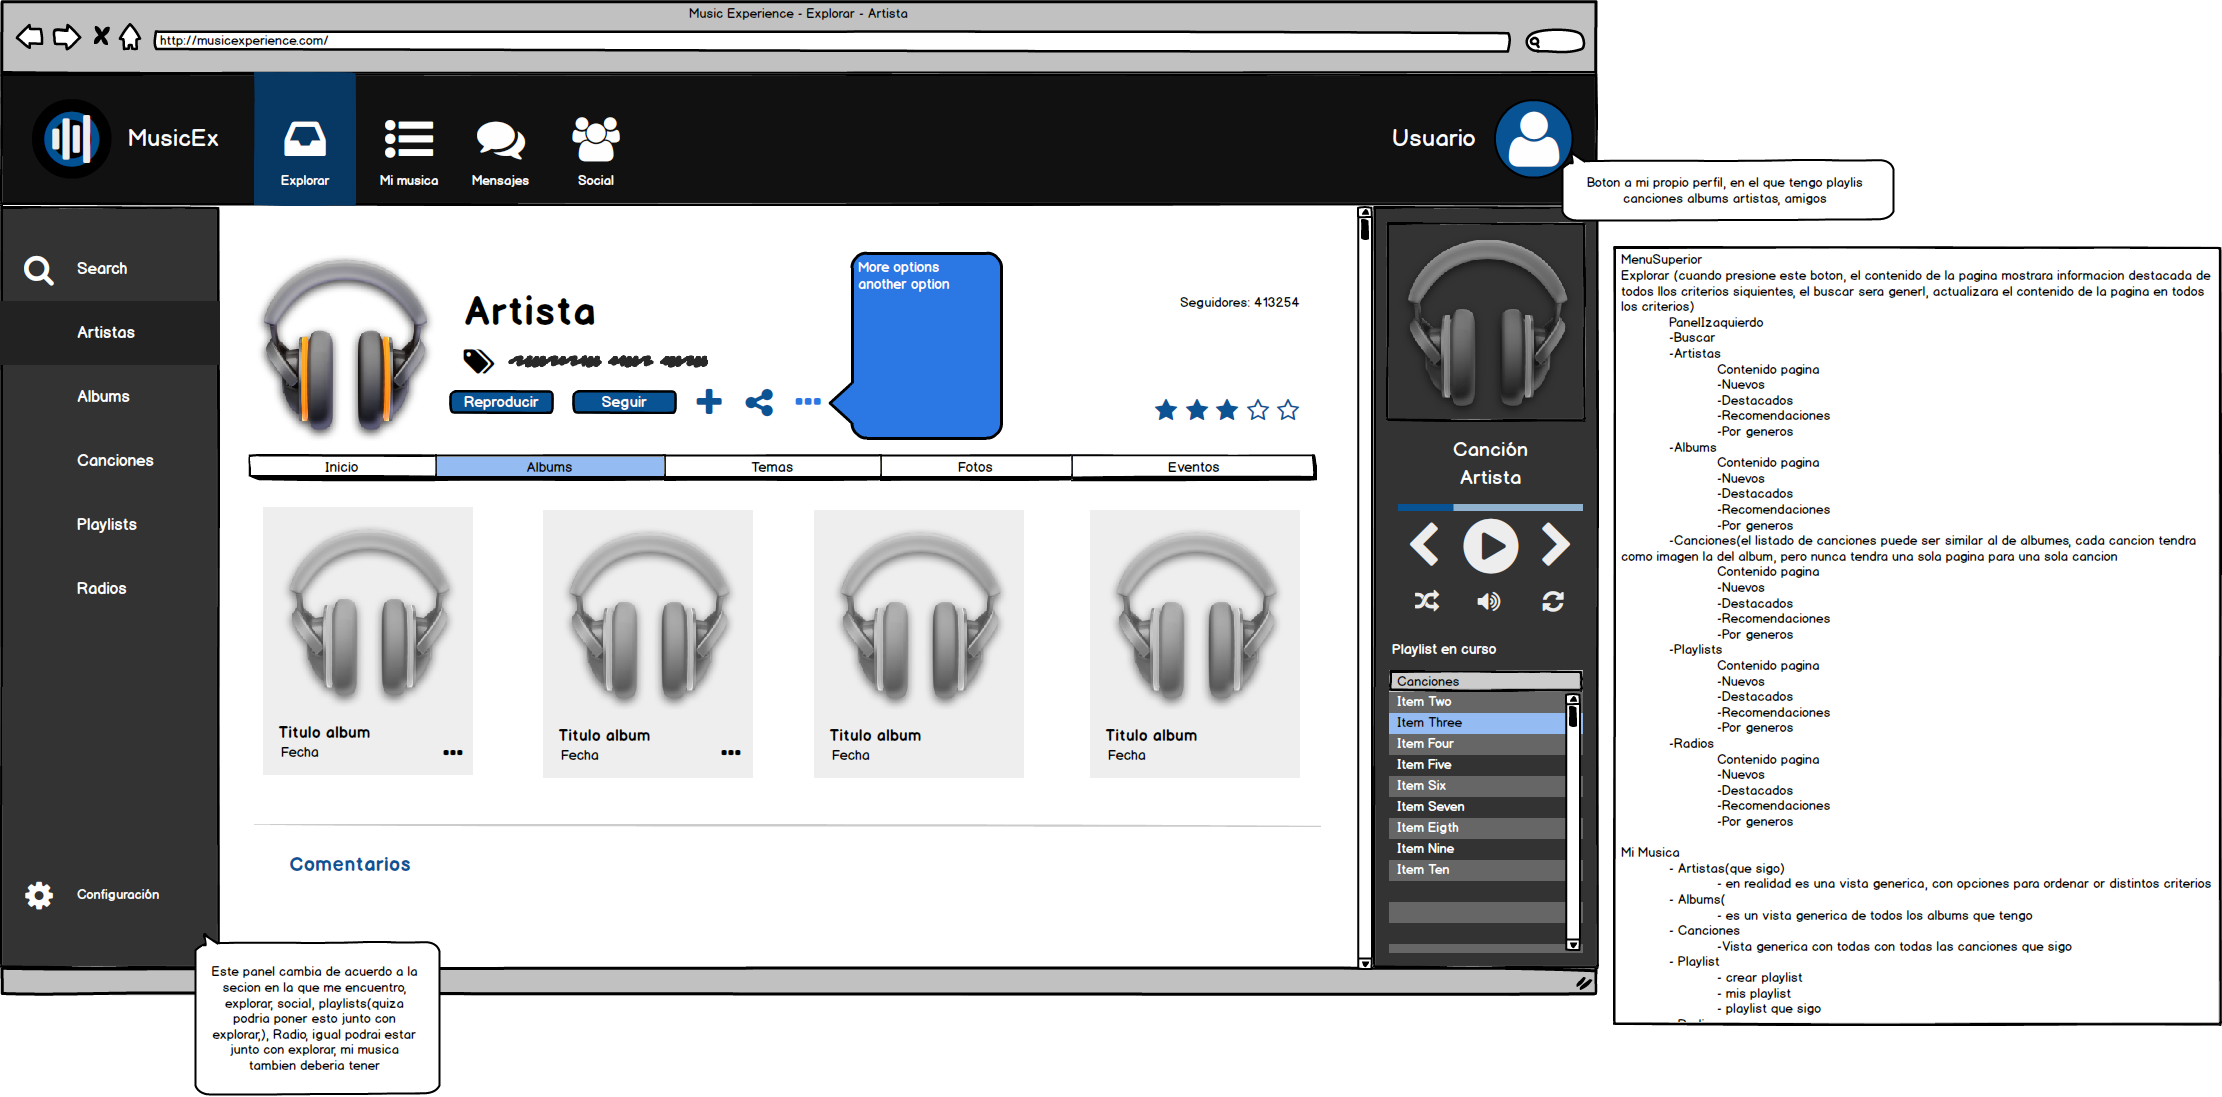 Music Experience - Explorar - Artista
http://musicexperience.com/
MusicEx
Explorar
Mi musica
Mensajes
Social
Usuario
Boton a mi propio perfil, en el que tengo playlis
canciones albums artistas, amigos
Search
Artistas
Albums
Canciones
Playlists
Radios
Configuración
Este panel cambia de acuerdo a la
secion en la que me encuentro,
explorar, social, playlists(quiza
podria poner esto junto con
explorar,), Radio, igual podrai estar
junto con explorar, mi musica
tambien deberia tener
Artista
Reproducir
Seguir
More options
another option
Seguidores: 413254
Inicio
Albums
Temas
Fotos
Eventos
Titulo album
Fecha
Titulo album
Fecha
Titulo album
Fecha
Titulo album
Fecha
Comentarios
Canción
Artista
Playlist en curso
Canciones
Item Two
Item Three
Item Four
Item Five
Item Six
Item Seven
Item Eigth
Item Nine
Item Ten
MenuSuperior
Explorar (cuando presione este boton, el contenido de la pagina mostrara informacion destacada de
todos llos criterios siquientes, el buscar sera generl, actualizara el contenido de la pagina en todos
los criterios)
PanelIzaquierdo
-Buscar
-Artistas
Contenido pagina
-Nuevos
-Destacados
-Recomendaciones
-Por generos
-Albums
Contenido pagina
-Nuevos
-Destacados
-Recomendaciones
-Por generos
-Canciones(el listado de canciones puede ser similar al de albumes, cada cancion tendra
como imagen la del album, pero nunca tendra una sola pagina para una sola cancion
Contenido pagina
-Nuevos
-Destacados
-Recomendaciones
-Por generos
-Playlists
Contenido pagina
-Nuevos
-Destacados
-Recomendaciones
-Por generos
-Radios
Contenido pagina
-Nuevos
-Destacados
-Recomendaciones
-Por generos
Mi Musica
- Artistas(que sigo)
- en realidad es una vista generica, con opciones para ordenar or distintos criterios
- Albums(
- es un vista generica de todos los albums que tengo
- Canciones
-Vista generica con todas con todas las canciones que sigo
- Playlist
- crear playlist
- mis playlist
- playlist que sigo